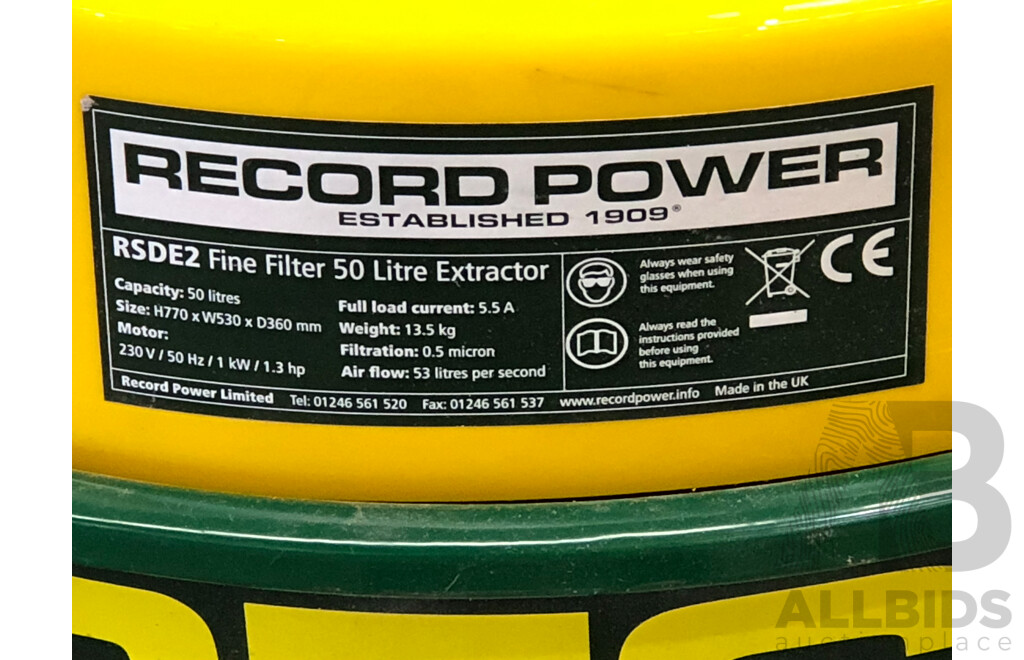 RECORD POWER
ESTABLISHED 1909®
RSDE2 Fine Filter 50 Litre Extractor
Capacity: 50 litres
Size: H770 x W530 x D360 mm
Motor:
230 V / 50 Hz / 1 kW / 1.3 hp
Full load current: 5.5 A
Weight: 13.5 kg
Filtration: 0.5 micron
Air flow: 53 litres per second
Always wear safety
glasses when using
this equipment.
Always read the
instructions provided
before using
this equipment.
CE
Record Power Limited Tel: 01246 561 520 Fax: 01246 561 537 www.recordpower.info Made in the UK
B
ALLBIDS
auctionplace